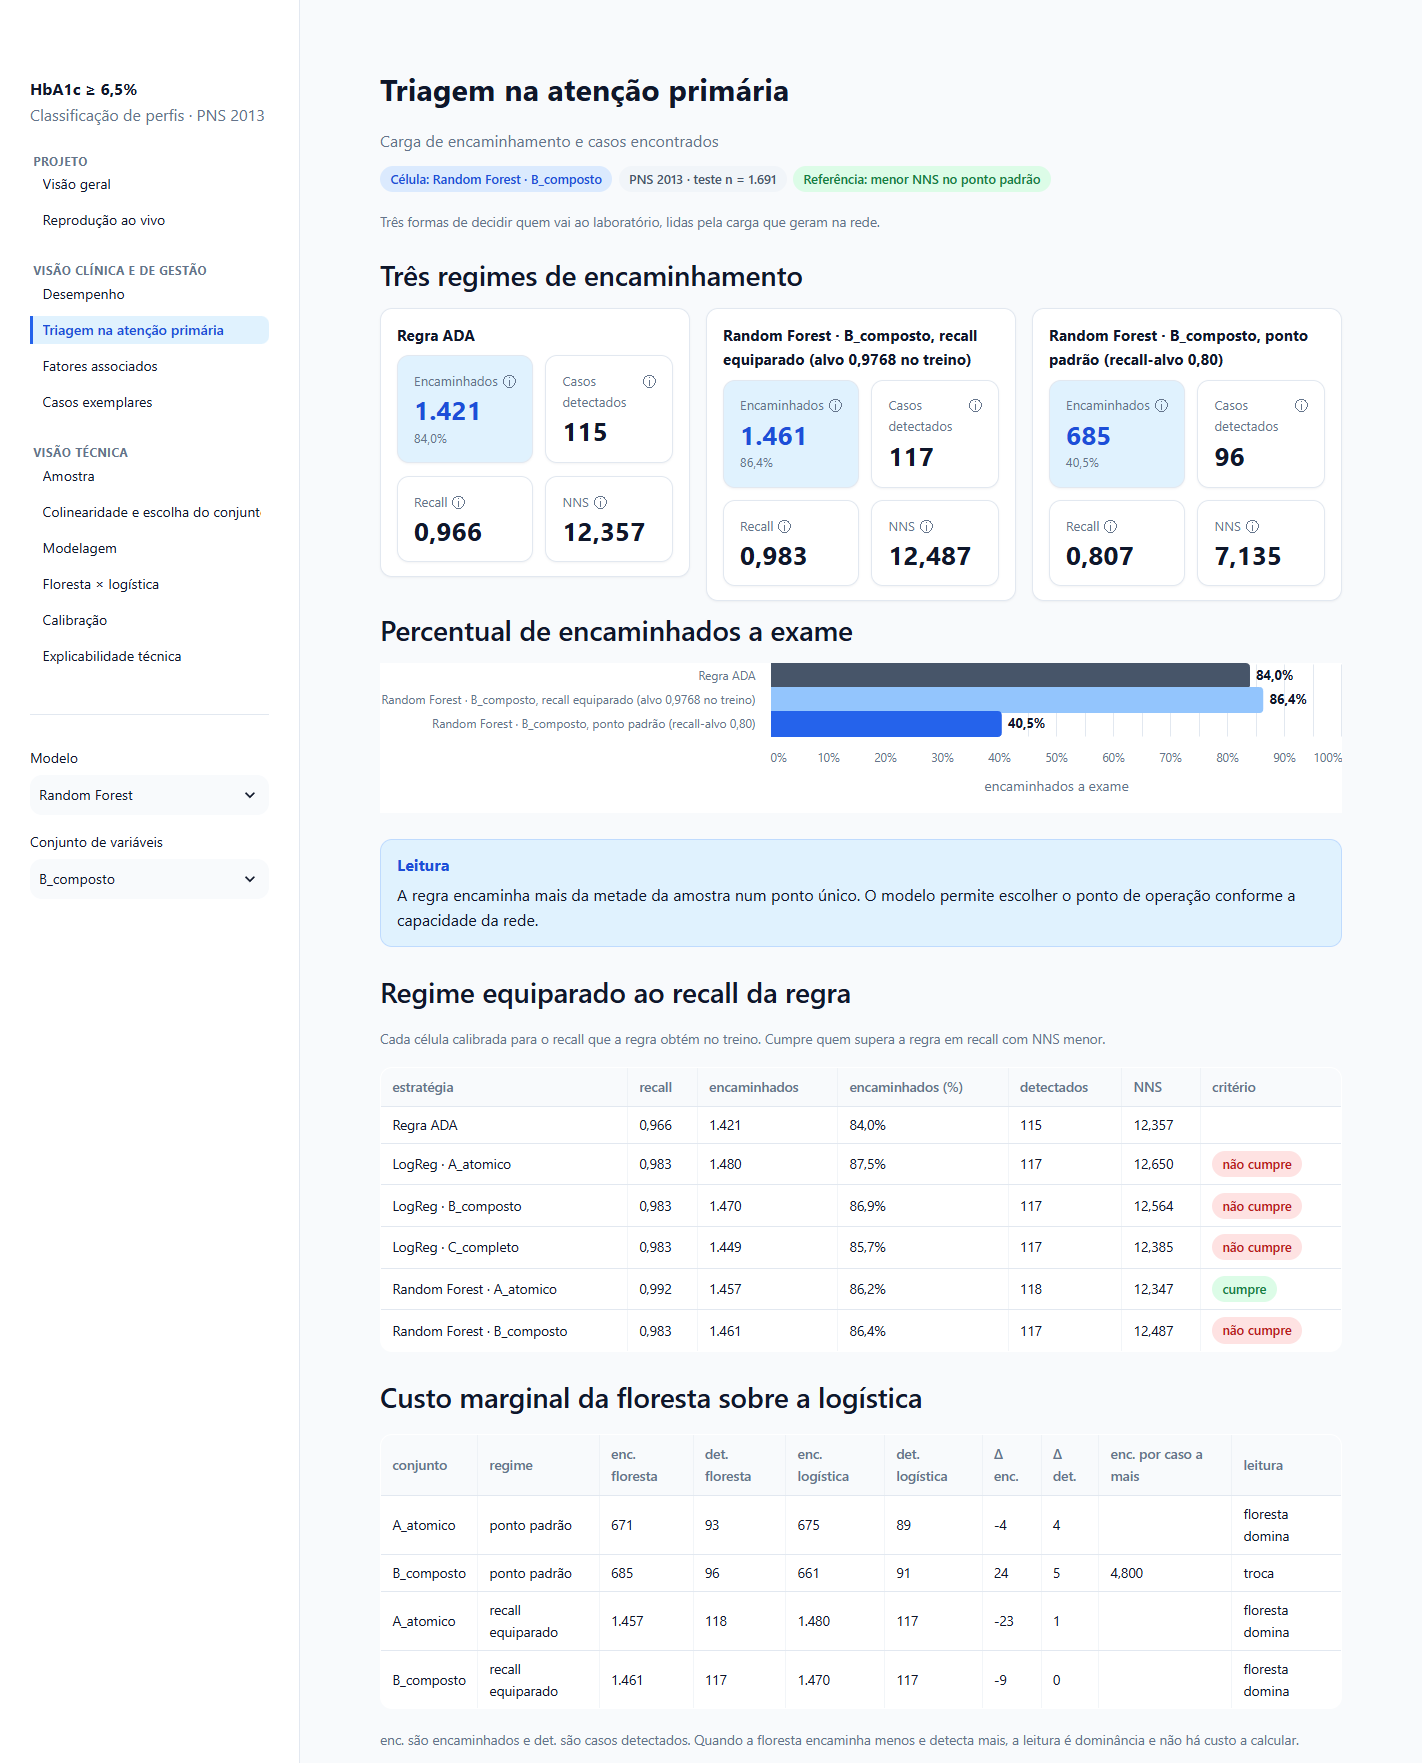 HbA1c ≥ 6,5%
Classificação de perfis · PNS 2013
PROJETO
Visão geral
Reprodução ao vivo
VISÃO CLÍNICA E DE GESTÃO
Desempenho
Triagem na atenção primária
Fatores associados
Casos exemplares
VISÃO TÉCNICA
Amostra
Colinearidade e escolha do conjunt
Modelagem
Floresta × logística
Calibração
Explicabilidade técnica
Modelo
Random Forest
Conjunto de variáveis
B_composto
Triagem na atenção primária
Carga de encaminhamento e casos encontrados
Célula: Random Forest · B_composto
PNS 2013 · teste n = 1.691
Referência: menor NNS no ponto padrão
Três formas de decidir quem vai ao laboratório, lidas pela carga que geram na rede.
Três regimes de encaminhamento
Regra ADA
Encaminhados
1.421
84,0%
Casos
detectados
115
Recall
0,966
NNS
12,357
Random Forest · B_composto, recall
equiparado (alvo 0,9768 no treino)
Encaminhados
1.461
86,4%
Casos
detectados
117
Recall
0,983
NNS
12,487
Random Forest · B_composto, ponto
padrão (recall-alvo 0,80)
Encaminhados
685
40,5%
Casos
detectados
96
Recall
0,807
NNS
7,135
Percentual de encaminhados a exame
Regra ADA 84,0%
Random Forest · B_composto, recall equiparado (alvo 0,9768 no treino) 86,4%
Random Forest · B_composto, ponto padrão (recall-alvo 0,80) 40,5%
0% 10% 20% 30% 40% 50% 60% 70% 80% 90% 100%
encaminhados a exame
Leitura
A regra encaminha mais da metade da amostra num ponto único. O modelo permite escolher o ponto de operação conforme a
capacidade da rede.
Regime equiparado ao recall da regra
Cada célula calibrada para o recall que a regra obtém no treino. Cumpre quem supera a regra em recall com NNS menor.
estratégia recall encaminhados encaminhados (%) detectados NNS critério
Regra ADA 0,966 1.421 84,0% 115 12,357
LogReg · A_atomico 0,983 1.480 87,5% 117 12,650 não cumpre
LogReg · B_composto 0,983 1.470 86,9% 117 12,564 não cumpre
LogReg · C_completo 0,983 1.449 85,7% 117 12,385 não cumpre
Random Forest · A_atomico 0,992 1.457 86,2% 118 12,347 cumpre
Random Forest · B_composto 0,983 1.461 86,4% 117 12,487 não cumpre
Custo marginal da floresta sobre a logística
conjunto regime enc. floresta det. floresta enc. logística det. logística Δ enc. Δ det. enc. por caso a mais leitura
A_atomico ponto padrão 671 93 675 89 -4 4 floresta domina
B_composto ponto padrão 685 96 661 91 24 5 4,800 troca
A_atomico recall equiparado 1.457 118 1.480 117 -23 1 floresta domina
B_composto recall equiparado 1.461 117 1.470 117 -9 0 floresta domina
enc. são encaminhados e det. são casos detectados. Quando a floresta encaminha menos e detecta mais, a leitura é dominância e não há custo a calcular.